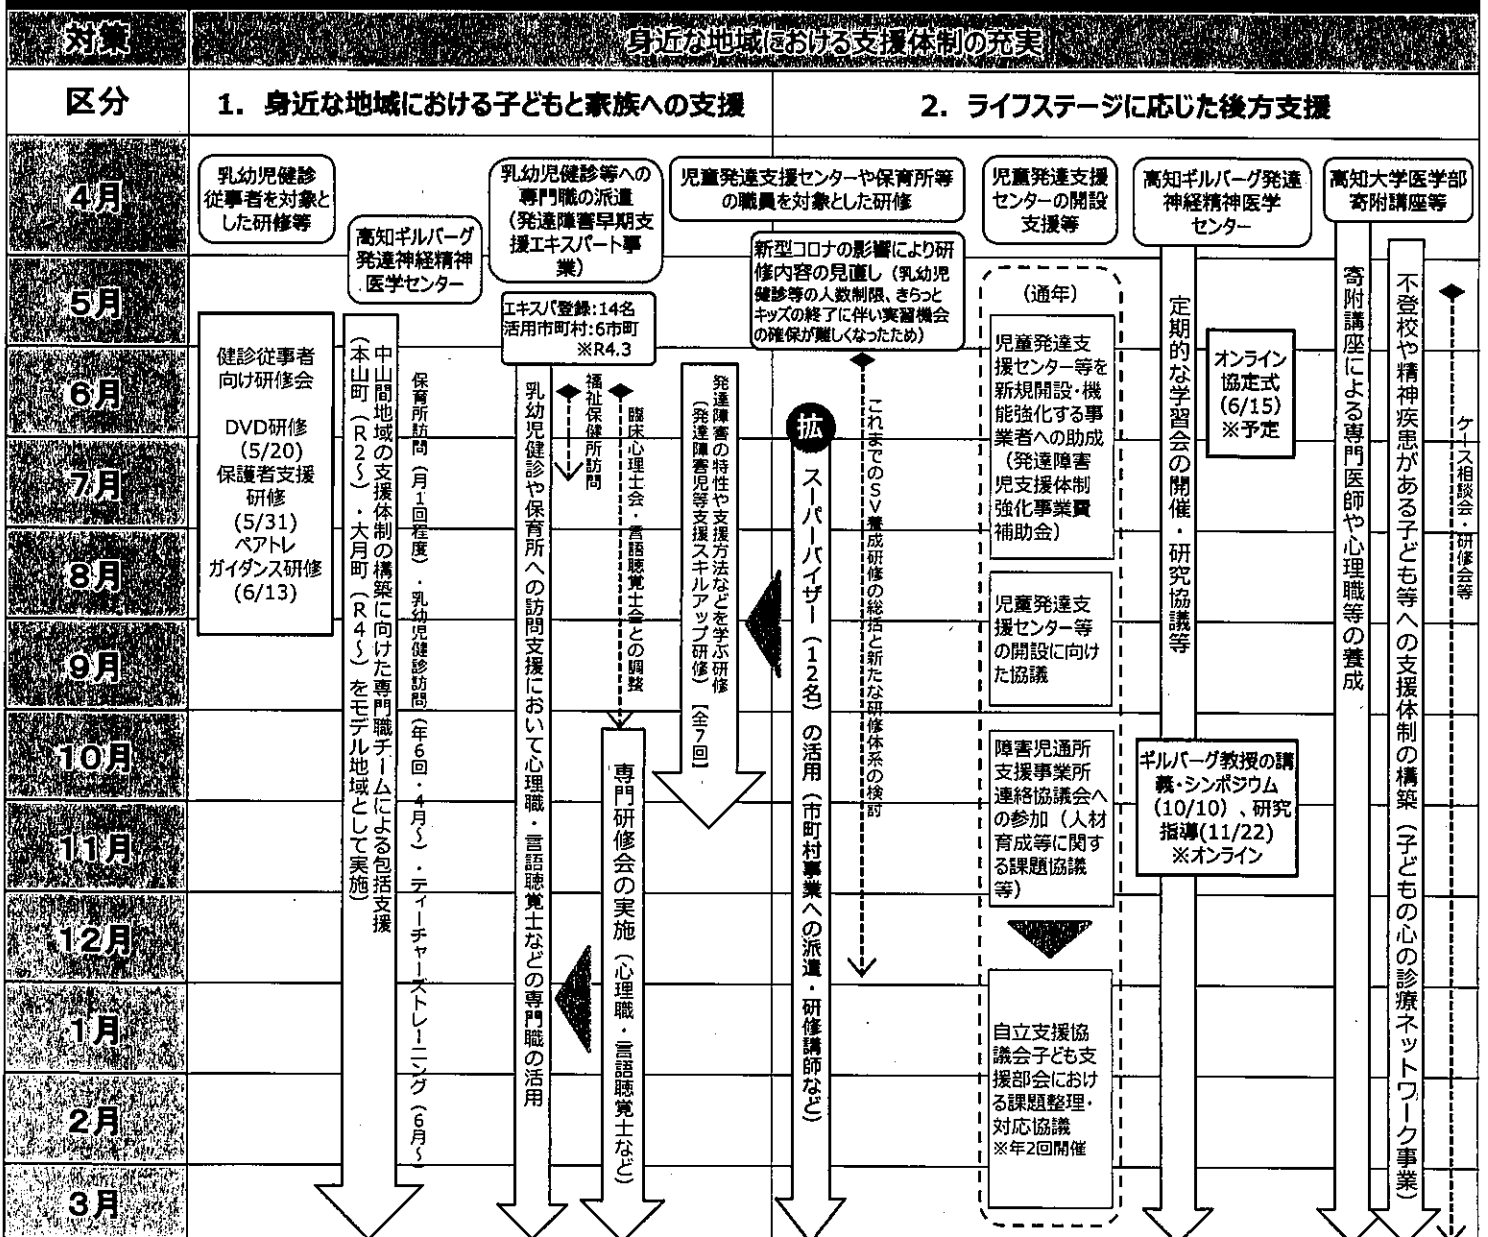 対策
身近な地域における支援体制の充実
区分
1. 身近な地域における子どもと家族への支援
2. ライフステージに応じた後方支援
4月
5月
6月
7月
8月
9月
10月
11月
12月
1月
2月
3月
乳幼児健診
従事者を対象と
した研修等
健診従事者
向け研修会
DVD研修
(5/20)
保護者支援
研修
(5/31)
ペアトレ
ガイダンス研修
(6/13)
高知ギルバーグ
発達神経精神
医学センター
中山間地域の支援体制の構築に向けた専門職チームによる包括支援
(本山町(R2～)・大月町(R4～)をモデル地域として実施)
保育所訪問(月1回程度)・乳幼児健診訪問(年6回・4月～)・ティーチャーズトレーニング(6月～)
乳幼児健診等への
専門職の派遣
(発達障害早期支
援エキスパート事
業)
エキスパ登録:14名
活用市町村:6市町
※R4.3
乳幼児健診や保育所への訪問支援において心理職・言語聴覚士などの専門職の活用
福祉保健所訪問
臨床心理士会・言語聴覚士会との調整
専門研修会の実施(心理職・言語聴覚士など)
児童発達支援センターや保育所等
の職員を対象とした研修
新型コロナの影響により研
修内容の見直し(乳幼児
健診等の人数制限、きらっと
キッズの終了に伴い実習機会
の確保が難しくなったため)
発達障害の特性や支援方法などを学ぶ研修
(発達障害児等支援スキルアップ研修)【全7回】
拡
スーパーバイザー(12名)の活用(市町村事業への派遣・研修講師など)
これまでのSV養成研修の総括と新たな研修体系の検討
児童発達支援
センターの開設
支援等
(通年)
児童発達支
援センター等を
新規開設・機
能強化する事
業者への助成
(発達障害
児支援体制
強化事業費
補助金)
児童発達支
援センター等
の開設に向け
た協議
障害児通所
支援事業所
連絡協議会へ
の参加(人材
育成等に関す
る課題協議
等)
自立支援協
議会子ども支
援部会におけ
る課題整理・
対応協議
※年2回開催
高知ギルバーグ発達
神経精神医学
センター
定期的な学習会の開催・研究協議等
オンライン
協定式
(6/15)
※予定
ギルバーグ教授の講
義・シンポジウム
(10/10)、研究
指導(11/22)
※オンライン
高知大学医学部
寄附講座等
寄附講座による専門医師や心理職等の養成
不登校や精神疾患がある子ども等への支援体制の構築(子どもの心の診療ネットワーク事業)
ケース相談会・研修会等